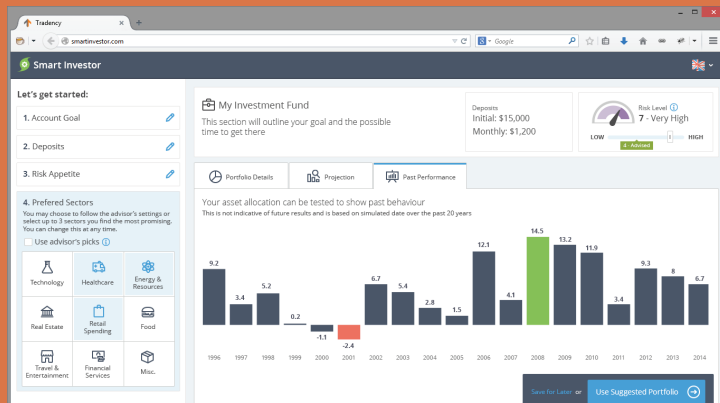 Tradency
smartinvestor.com
Google
Smart Investor
Let's get started:
1. Account Goal
2. Deposits
3. Risk Appetite
4. Prefered Sectors
You may choose to follow the advisor's settings or
select up to 3 sectors you find the most promising.
You can change this at any time.
Use advisor's picks
Technology
Healthcare
Energy &
Resources
Real Estate
Retail
Spending
Food
Travel &
Entertainment
Financial
Services
Misc.
My Investment Fund
This section will outline your goal and the possible
time to get there
Deposits
Initial: $15,000
Monthly: $1,200
Risk Level
7 - Very High
LOW
HIGH
4 - Advised
Portfolio Details
Projection
Past Performance
Your asset allocation can be tested to show past behaviour
This is not indicative of future results and is based on simulated date over the past 20 years
9.2 3.4 5.2 0.2 -1.1 -2.4 6.7 5.4 2.8 1.5 12.1 4.1 14.5 13.2 11.9 3.4 9.3 8 6.7
1996 1997 1998 1999 2000 2001 2002 2003 2004 2005 2006 2007 2008 2009 2010 2011 2012 2013 2014
Save for Later or
Use Suggested Portfolio